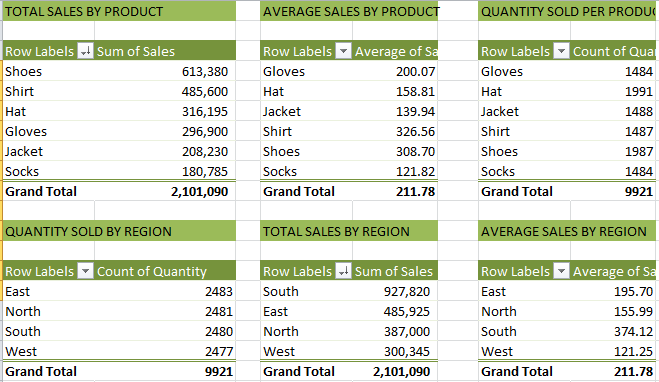 TOTAL SALES BY PRODUCT
Row Labels Sum of Sales
Shoes 613,380
Shirt 485,600
Hat 316,195
Gloves 296,900
Jacket 208,230
Socks 180,785
Grand Total 2,101,090
AVERAGE SALES BY PRODUCT
Row Labels Average of Sa
Gloves 200.07
Hat 158.81
Jacket 139.94
Shirt 326.56
Shoes 308.70
Socks 121.82
Grand Total 211.78
QUANTITY SOLD PER PRODUC
Row Labels Count of Quan
Gloves 1484
Hat 1991
Jacket 1488
Shirt 1487
Shoes 1987
Socks 1484
Grand Total 9921
QUANTITY SOLD BY REGION
Row Labels Count of Quantity
East 2483
North 2481
South 2480
West 2477
Grand Total 9921
TOTAL SALES BY REGION
Row Labels Sum of Sales
South 927,820
East 485,925
North 387,000
West 300,345
Grand Total 2,101,090
AVERAGE SALES BY REGION
Row Labels Average of Sa
East 195.70
North 155.99
South 374.12
West 121.25
Grand Total 211.78